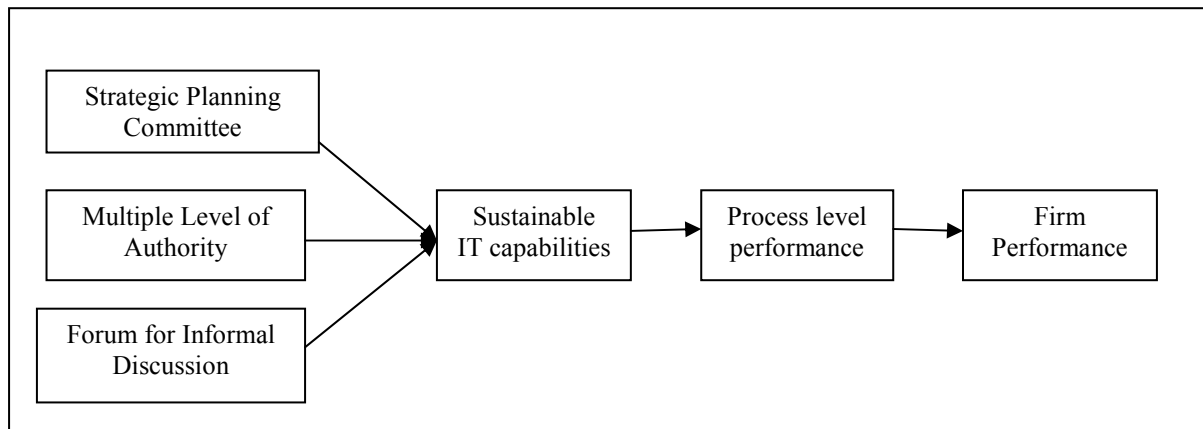 Strategic Planning
Committee
Multiple Level of
Authority
Forum for Informal
Discussion
Sustainable
IT capabilities
Process level
performance
Firm
Performance